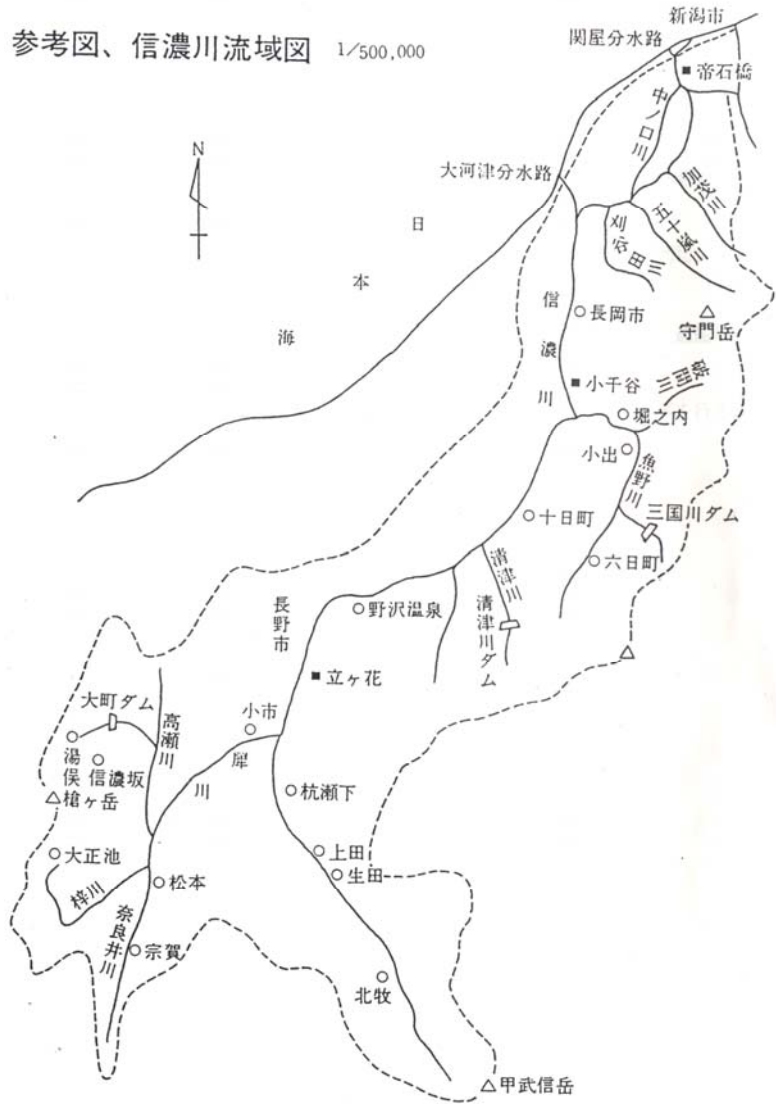 参考図、信濃川流域図 1/500,000
新潟市
関屋分水路
帝石橋
中ノ口川
大河津分水路
加茂川
五十嵐川
刈谷田川
N
日本海
信濃川
長岡市
守門岳
破間川
小千谷
堀之内
小出
魚野川
三国川ダム
十日町
六日町
清津川
清津川ダム
野沢温泉
長野市
立ヶ花
小市
大町ダム
高瀬川
湯俣
信濃坂
犀川
槍ヶ岳
杭瀬下
大正池
上田
生田
梓川
松本
奈良井川
宗賀
北牧
甲武信岳